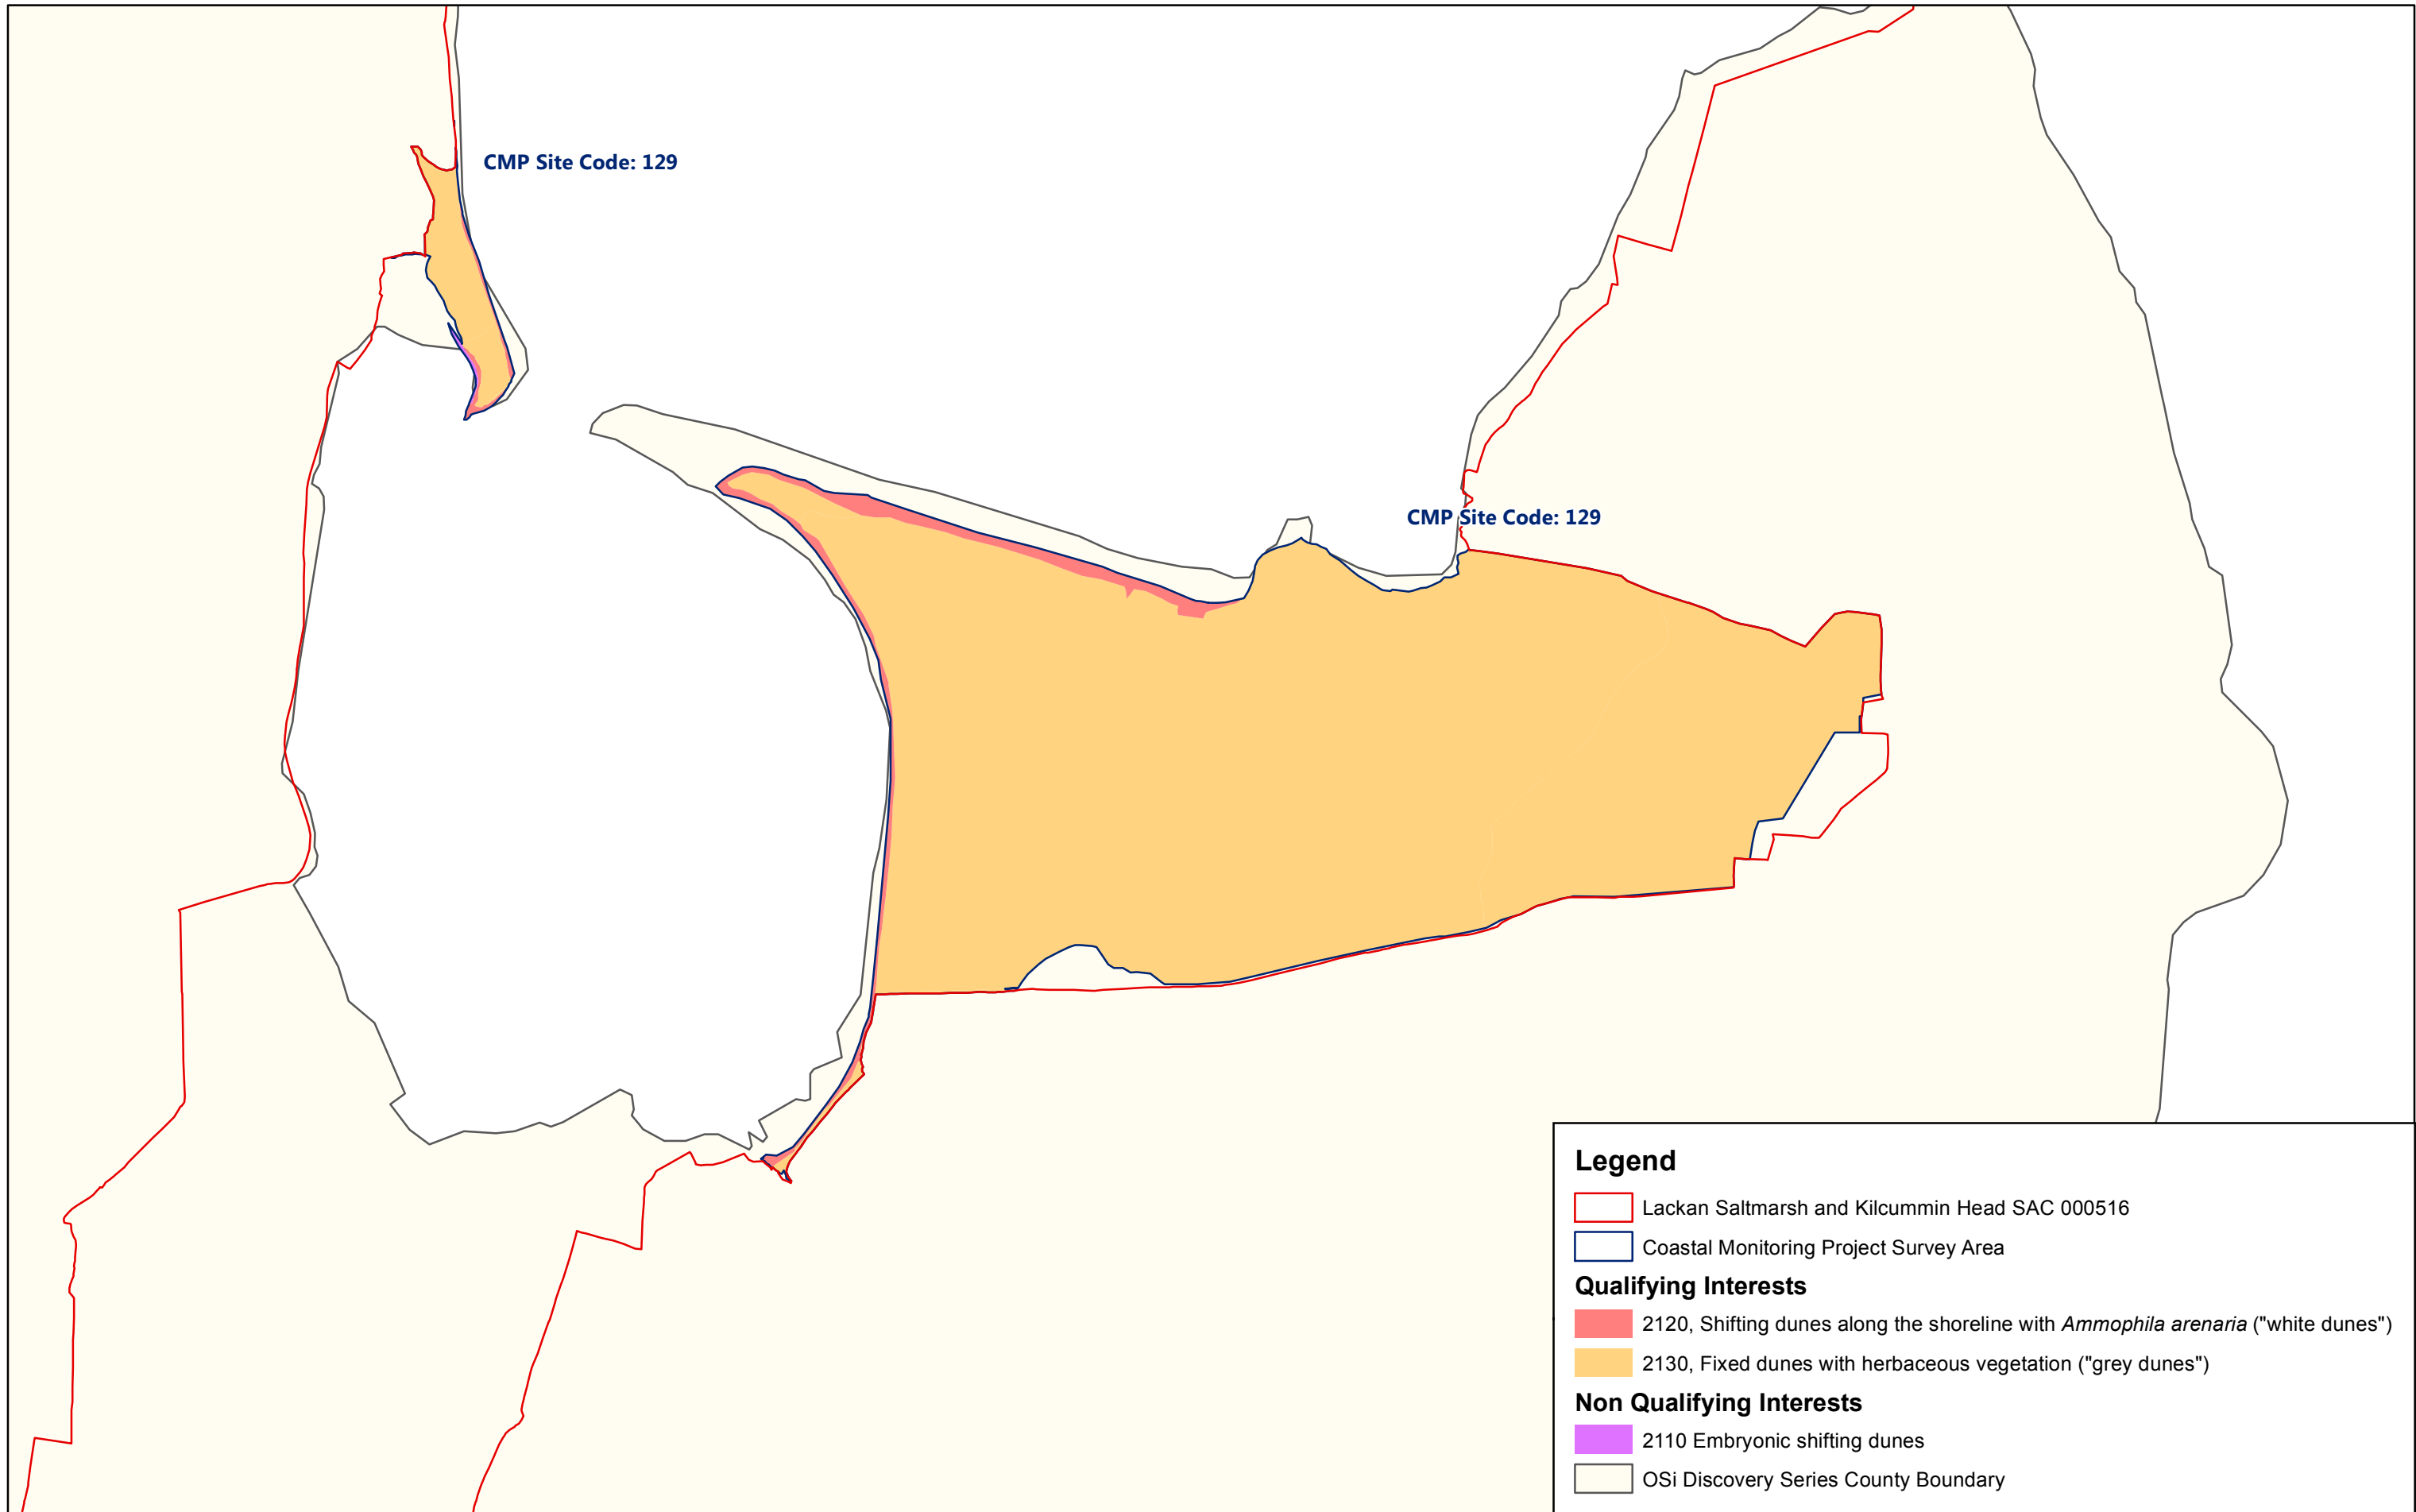 CMP Site Code: 129
CMP Site Code: 129
Legend
Lackan Saltmarsh and Kilcummin Head SAC 000516
Coastal Monitoring Project Survey Area
Qualifying Interests
2120, Shifting dunes along the shoreline with Ammophila arenaria ("white dunes")
2130, Fixed dunes with herbaceous vegetation ("grey dunes")
Non Qualifying Interests
2110 Embryonic shifting dunes
OSi Discovery Series County Boundary